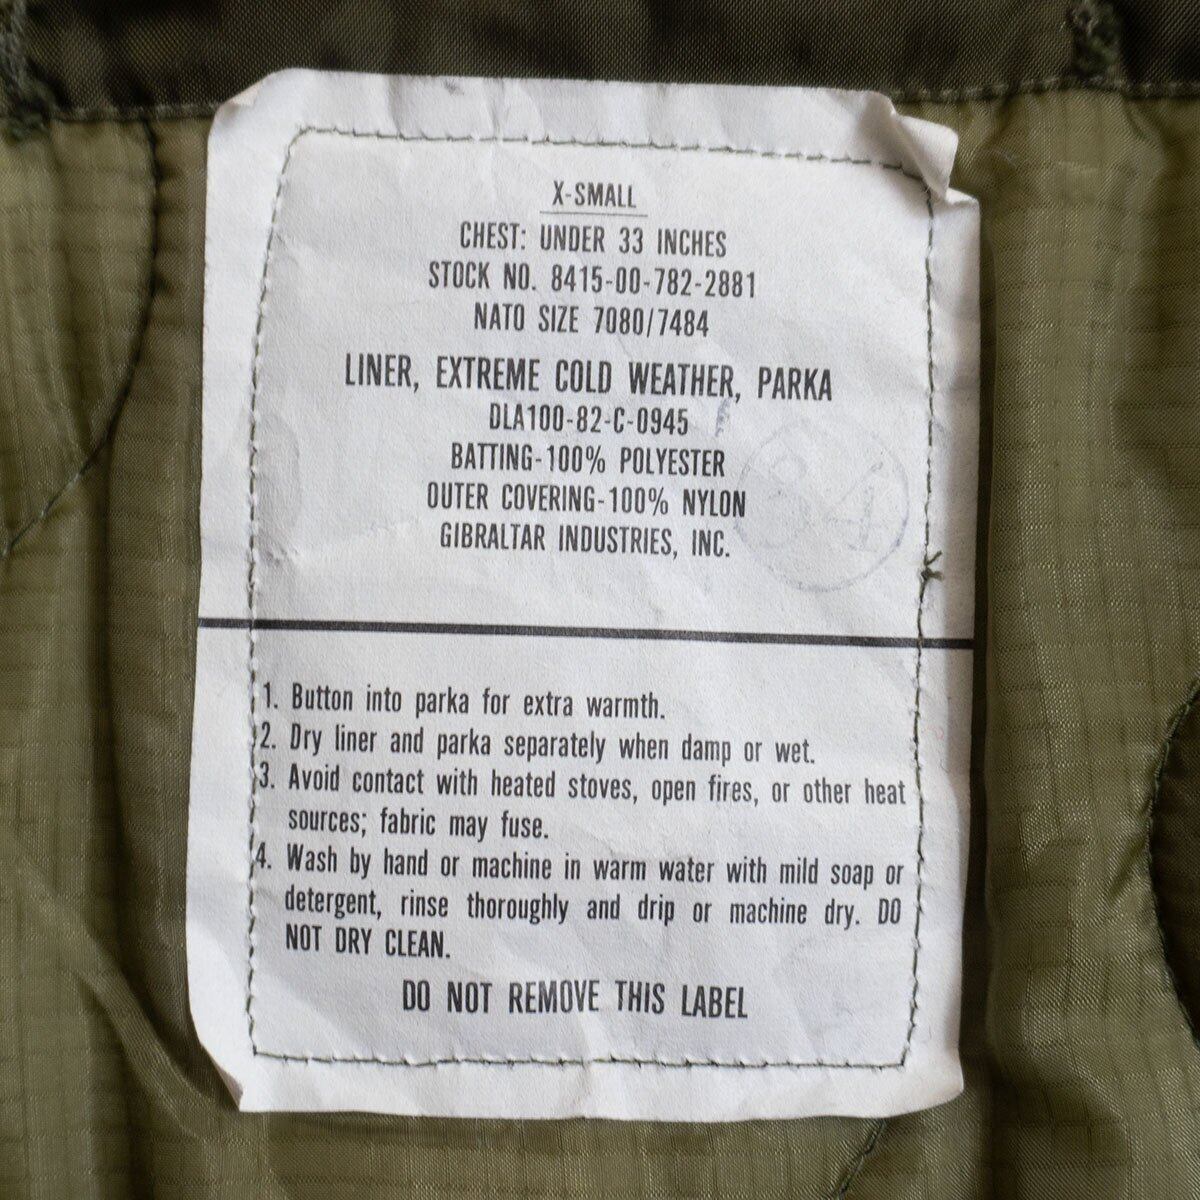 X-SMALL
CHEST: UNDER 33 INCHES
STOCK NO. 8415-00-782-2881
NATO SIZE 7080/7484
LINER, EXTREME COLD WEATHER, PARKA
DLA100-82-C-0945
BATTING-100% POLYESTER
OUTER COVERING-100% NYLON
GIBRALTAR INDUSTRIES, INC.
1. Button into parka for extra warmth.
2. Dry liner and parka separately when damp or wet.
3. Avoid contact with heated stoves, open fires, or other heat
sources; fabric may fuse.
4. Wash by hand or machine in warm water with mild soap or
detergent, rinse thoroughly and drip or machine dry. DO
NOT DRY CLEAN.
DO NOT REMOVE THIS LABEL